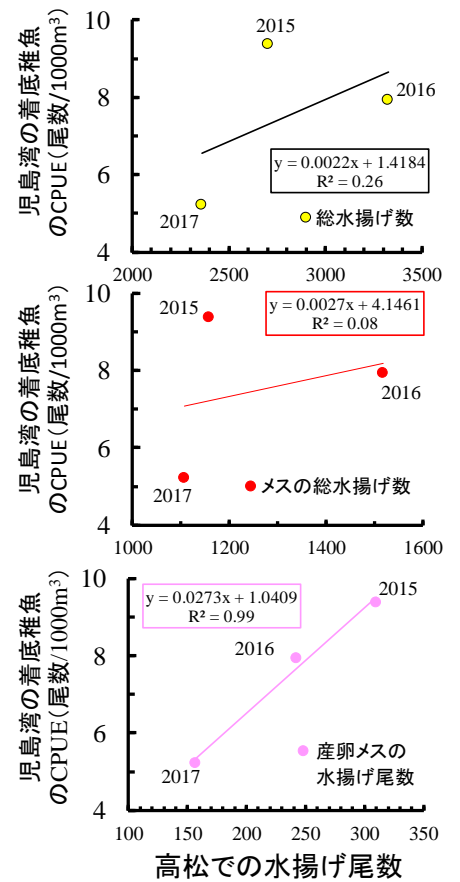 児島湾の着底稚魚
のCPUE(尾数/1000m³)
10
8
6
4
2015
2016
2017
y = 0.0022x + 1.4184
R² = 0.26
総水揚げ数
2000 2500 3000 3500
児島湾の着底稚魚
のCPUE(尾数/1000m³)
10
8
6
4
2015
2016
2017
y = 0.0027x + 4.1461
R² = 0.08
メスの総水揚げ数
1000 1200 1400 1600
児島湾の着底稚魚
のCPUE(尾数/1000m³)
10
8
6
4
2015
2016
2017
y = 0.0273x + 1.0409
R² = 0.99
産卵メスの
水揚げ尾数
100 150 200 250 300 350
高松での水揚げ尾数